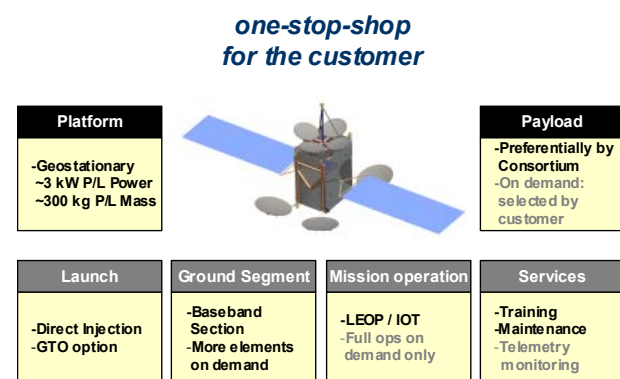 one-stop-shop
for the customer
Platform
-Geostationary
~3 kW P/L Power
~300 kg P/L Mass
Payload
-Preferentially by
Consortium
-On demand:
selected by
customer
Launch
-Direct Injection
-GTO option
Ground Segment
-Baseband
Section
-More elements
on demand
Mission operation
-LEOP / IOT
-Full ops on
demand only
Services
-Training
-Maintenance
-Telemetry
monitoring